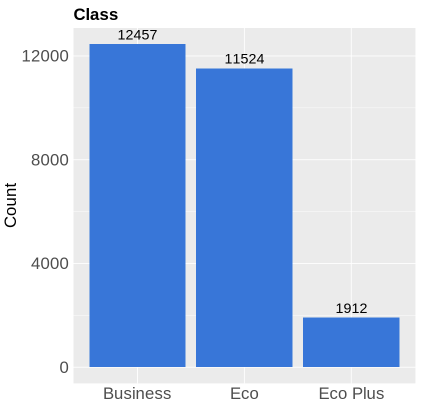 Class
12457
11524
1912
12000
8000
4000
0
Count
Business
Eco
Eco Plus